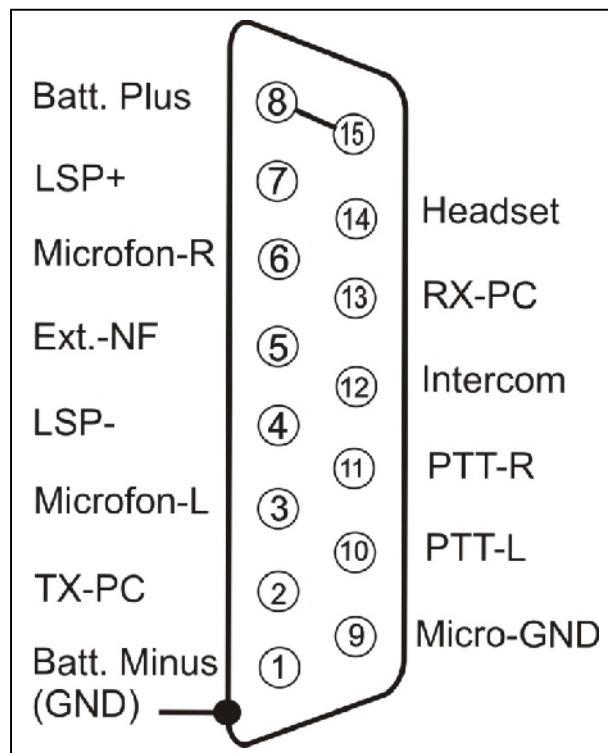 Batt. Plus
8
15
LSP+
7
14
Headset
Microfon-R
6
13
RX-PC
Ext.-NF
5
12
Intercom
LSP-
4
11
PTT-R
Microfon-L
3
10
PTT-L
TX-PC
2
9
Micro-GND
Batt. Minus
1
(GND)